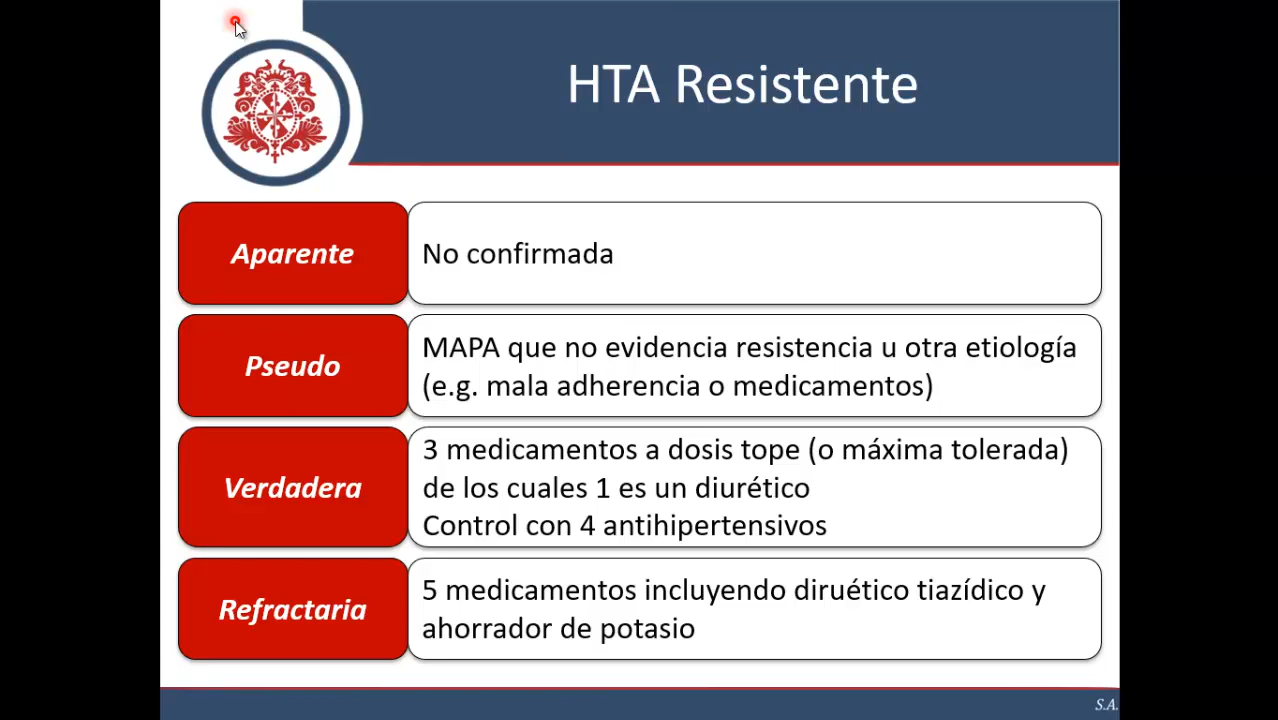 HTA Resistente
Aparente
No confirmada
Pseudo
MAPA que no evidencia resistencia u otra etiología
(e.g. mala adherencia o medicamentos)
Verdadera
3 medicamentos a dosis tope (o máxima tolerada)
de los cuales 1 es un diurético
Control con 4 antihipertensivos
Refractaria
5 medicamentos incluyendo diruético tiazídico y
ahorrador de potasio
S.A.